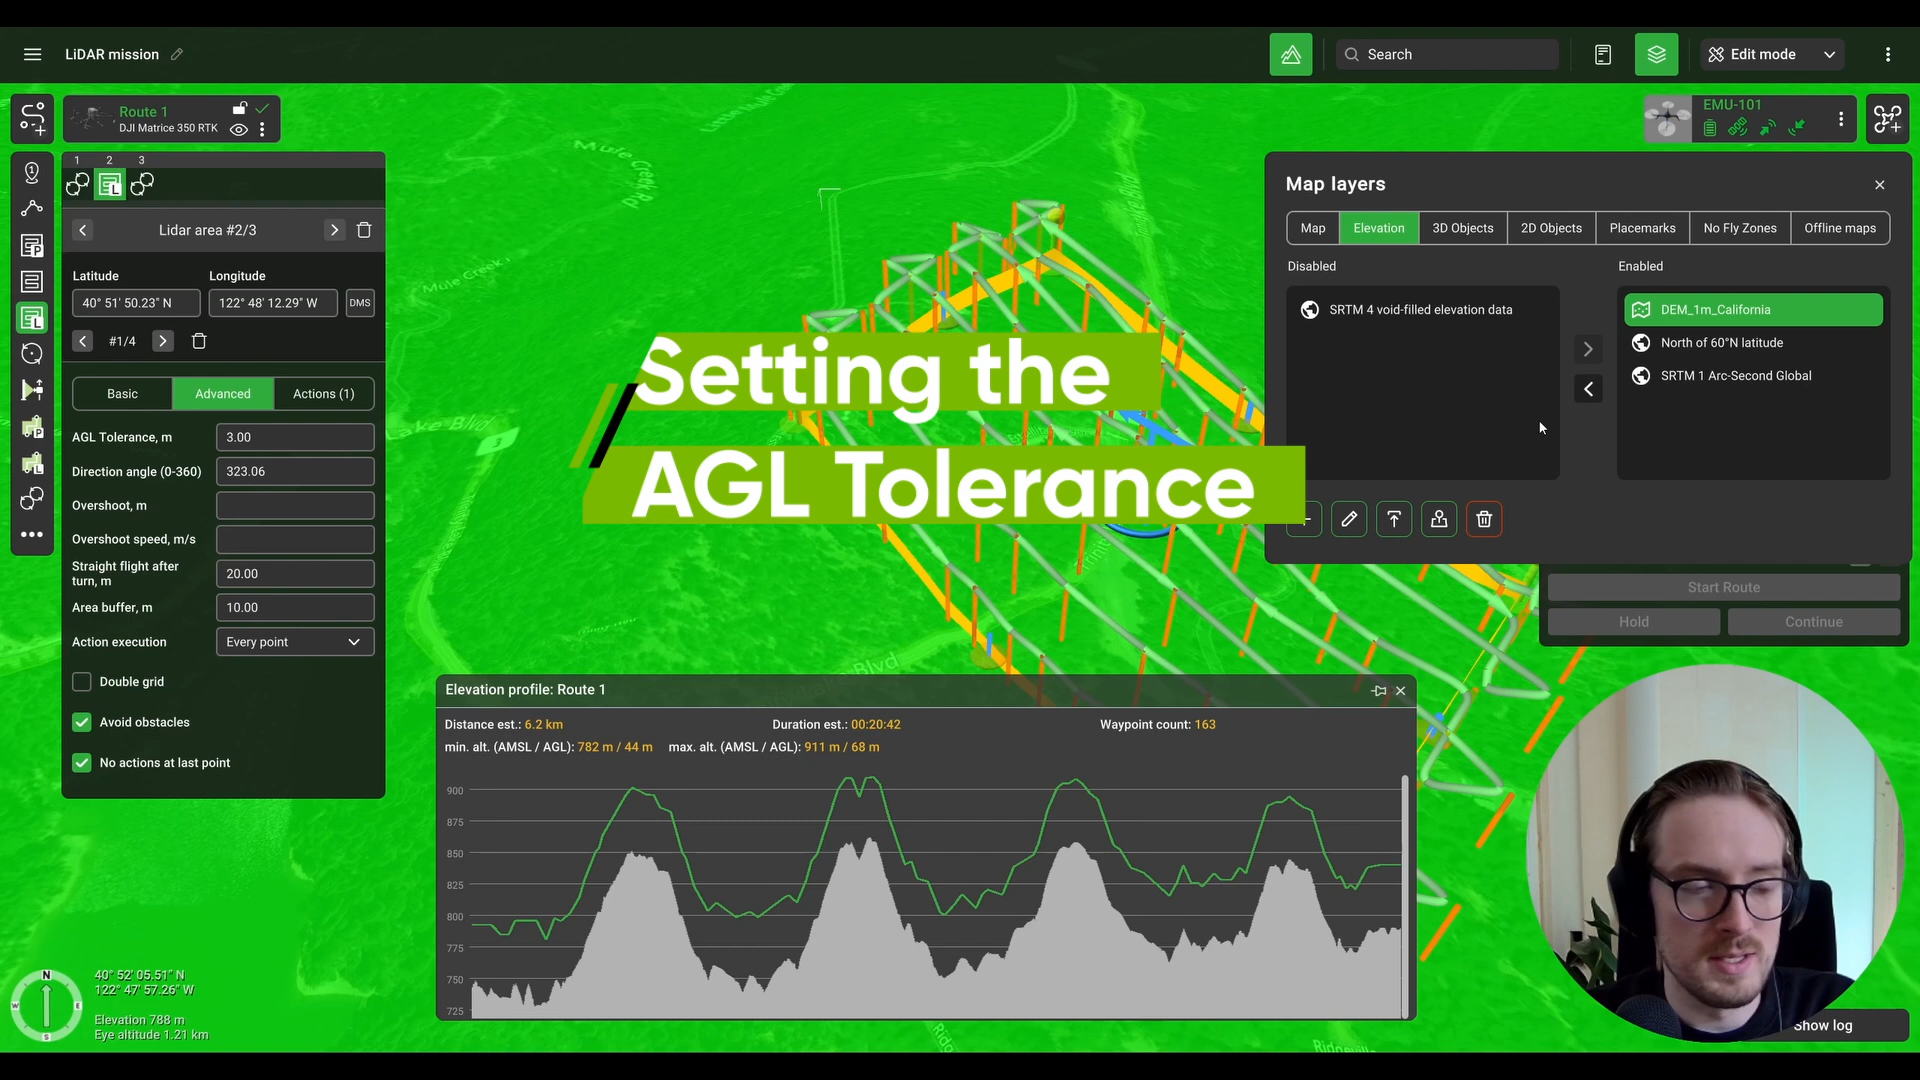 LiDAR mission
Search
Edit mode
Route 1
DJI Matrice 350 RTK
EMU-101
1 2 3
Lidar area #2/3
Latitude Longitude
40° 51' 50.23" N 122° 48' 12.29" W DMS
#1/4
Basic Advanced Actions (1)
AGL Tolerance, m 3.00
Direction angle (0-360) 323.06
Overshoot, m
Overshoot speed, m/s
Straight flight after
turn, m 20.00
Area buffer, m 10.00
Action execution Every point
Double grid
Avoid obstacles
No actions at last point
Mule Creek Rd
Mule Creek
3
Setting the
AGL Tolerance
Map layers
Map Elevation 3D Objects 2D Objects Placemarks No Fly Zones Offline maps
Disabled Enabled
SRTM 4 void-filled elevation data
DEM_1m_California
North of 60°N latitude
SRTM 1 Arc-Second Global
Start Route
Hold Continue
Elevation profile: Route 1
Distance est.: 6.2 km Duration est.: 00:20:42 Waypoint count: 163
min. alt. (AMSL / AGL): 782 m / 44 m max. alt. (AMSL / AGL): 911 m / 68 m
900
875
850
825
800
775
750
725
N
W E
S
40° 52' 05.51" N
122° 47' 57.26" W
Elevation 788 m
Eye altitude 1.21 km
Show log